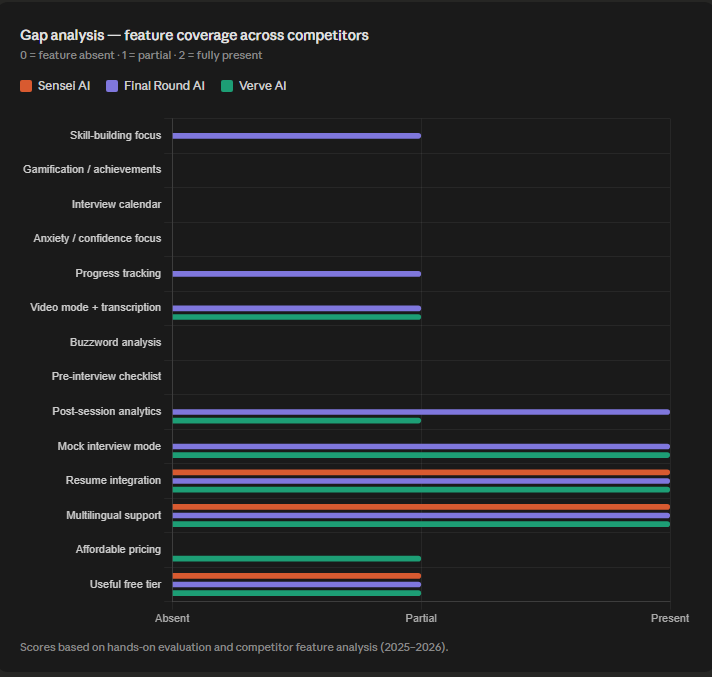 Gap analysis — feature coverage across competitors
0 = feature absent · 1 = partial · 2 = fully present
Sensei AI Final Round AI Verve AI
Skill-building focus
Gamification / achievements
Interview calendar
Anxiety / confidence focus
Progress tracking
Video mode + transcription
Buzzword analysis
Pre-interview checklist
Post-session analytics
Mock interview mode
Resume integration
Multilingual support
Affordable pricing
Useful free tier
Absent Partial Present
Scores based on hands-on evaluation and competitor feature analysis (2025–2026).